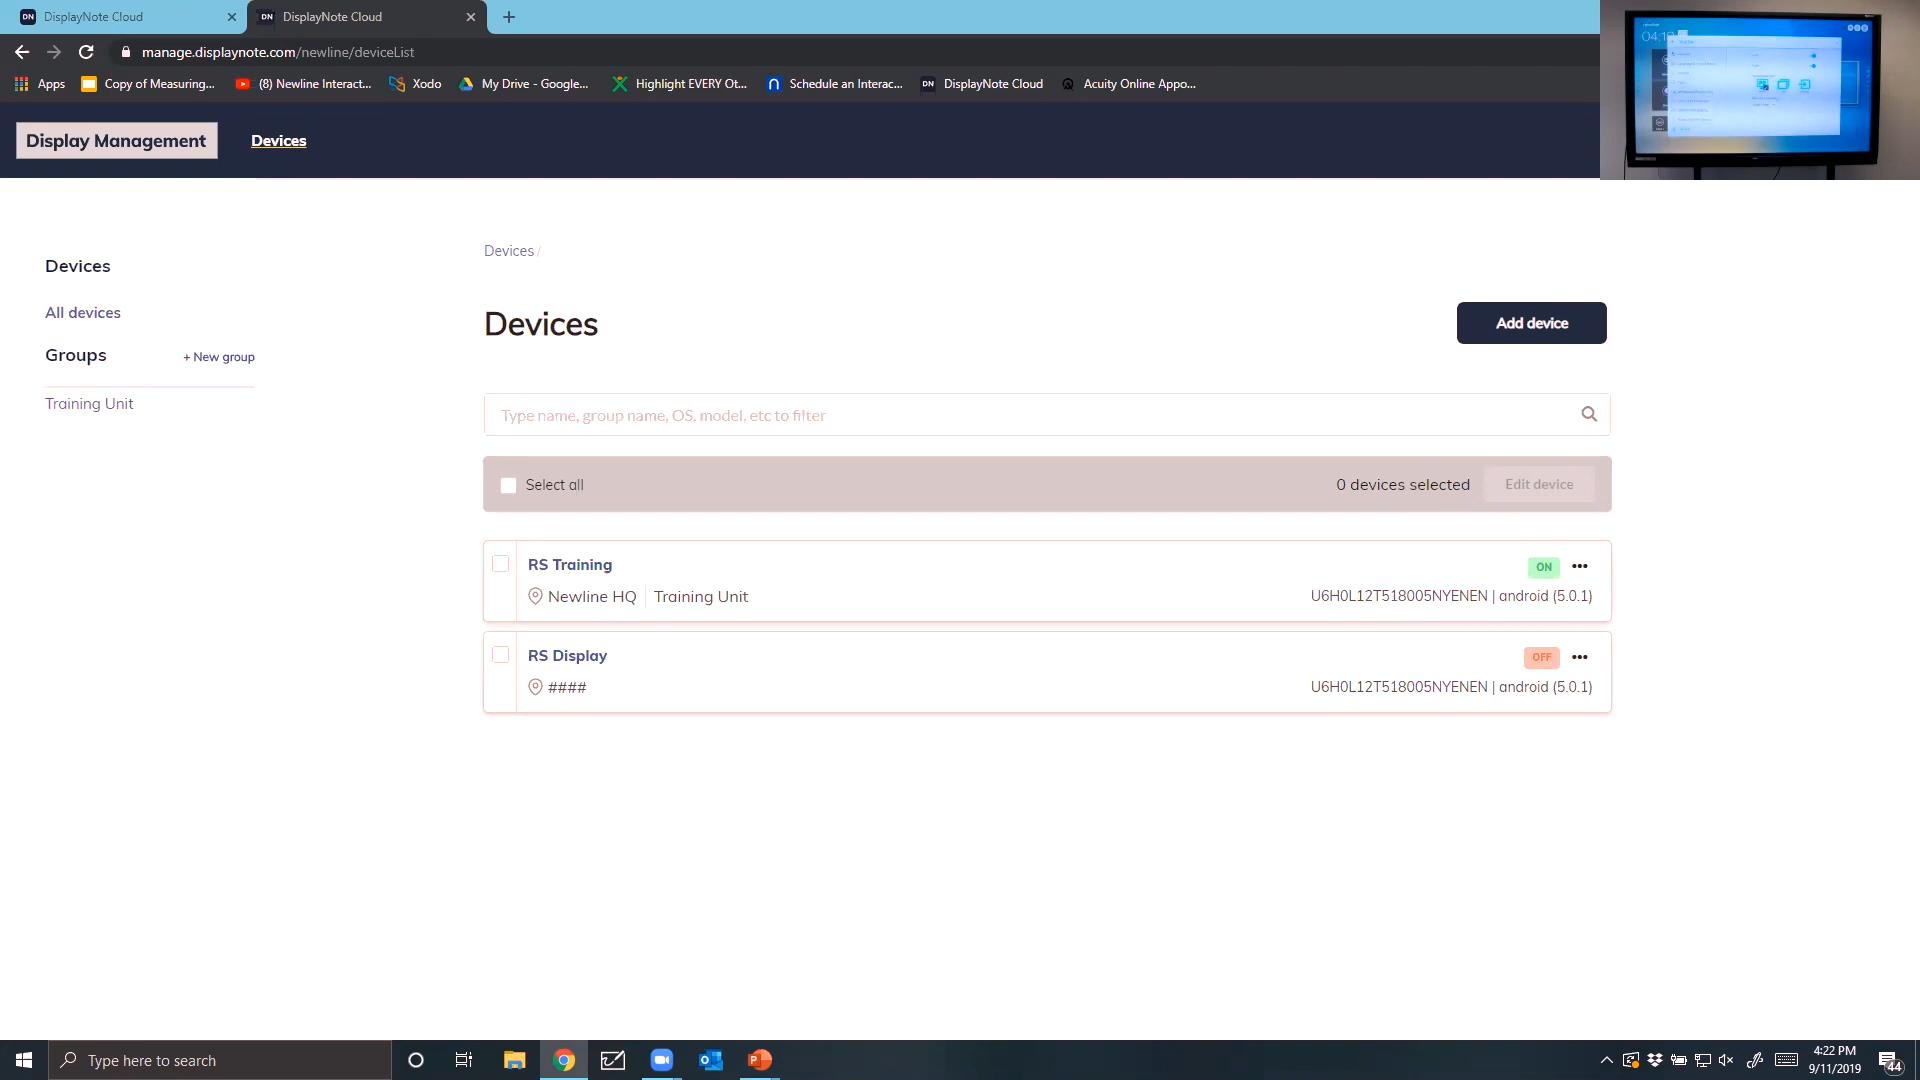 DN DisplayNote Cloud
DN DisplayNote Cloud
manage.displaynote.com/newline/deviceList
Apps
Copy of Measuring...
(8) Newline Interact...
Xodo
My Drive - Google...
Highlight EVERY Ot...
Schedule an Interac...
DN DisplayNote Cloud
Acuity Online Appo...
Display Management
Devices
Devices
All devices
Groups
+ New group
Training Unit
Devices /
Devices
Add device
Type name, group name, OS, model, etc to filter
Select all
0 devices selected
Edit device
RS Training
ON
Newline HQ
Training Unit
U6H0L12T518005NYENEN | android (5.0.1)
RS Display
OFF
####
U6H0L12T518005NYENEN | android (5.0.1)
Type here to search
4:22 PM
9/11/2019
44